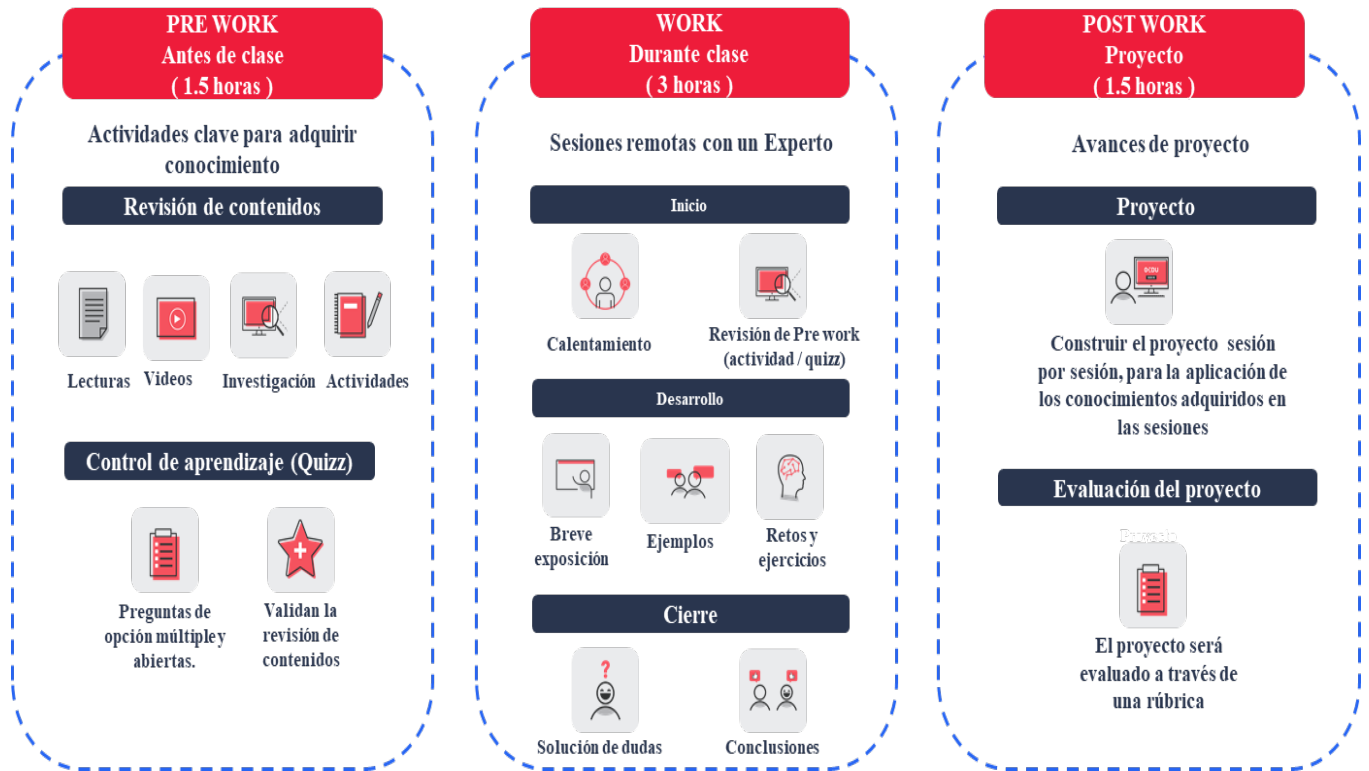 PRE WORK
Antes de clase
( 1.5 horas )
Actividades clave para adquirir
conocimiento
Revisión de contenidos
Lecturas
Videos
Investigación
Actividades
Control de aprendizaje (Quizz)
Preguntas de
opción múltiple y
abiertas.
Validan la
revisión de
contenidos
WORK
Durante clase
( 3 horas )
Sesiones remotas con un Experto
Inicio
Calentamiento
Revisión de Pre work
(actividad / quizz)
Desarrollo
Breve
exposición
Ejemplos
Retos y
ejercicios
Cierre
?
Solución de dudas
Conclusiones
POST WORK
Proyecto
( 1.5 horas )
Avances de proyecto
Proyecto
Construir el proyecto sesión
por sesión, para la aplicación de
los conocimientos adquiridos en
las sesiones
Evaluación del proyecto
Proyecto
El proyecto será
evaluado a través de
una rúbrica